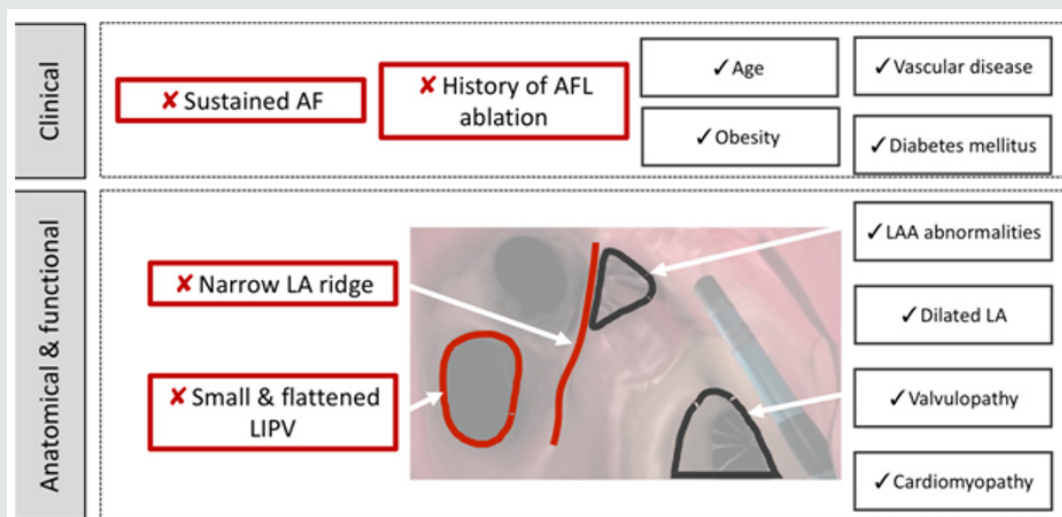 Clinical
✘ Sustained AF
✘ History of AFL
ablation
✓ Age
✓ Obesity
✓ Vascular disease
✓ Diabetes mellitus
Anatomical & functional
✘ Narrow LA ridge
✘ Small & flattened
LIPV
✓ LAA abnormalities
✓ Dilated LA
✓ Valvulopathy
✓ Cardiomyopathy